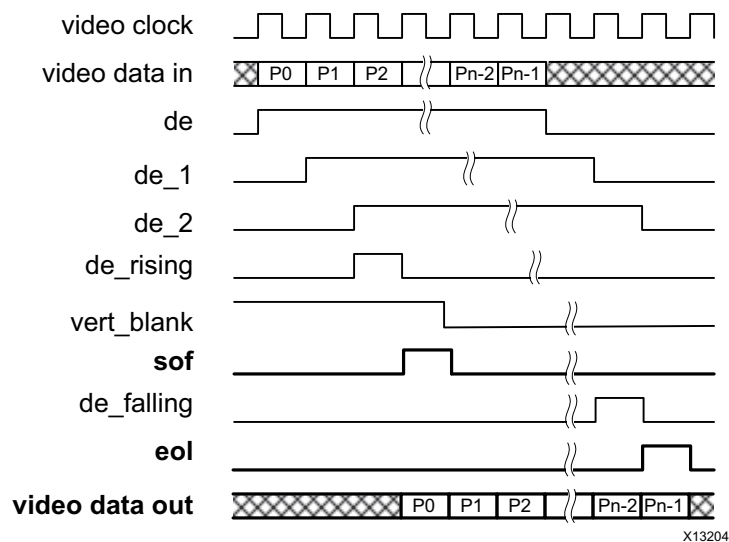 video clock
video data in P0 P1 P2 Pn-2 Pn-1
de
de_1
de_2
de_rising
vert_blank
sof
de_falling
eol
video data out P0 P1 P2 Pn-2 Pn-1
X13204